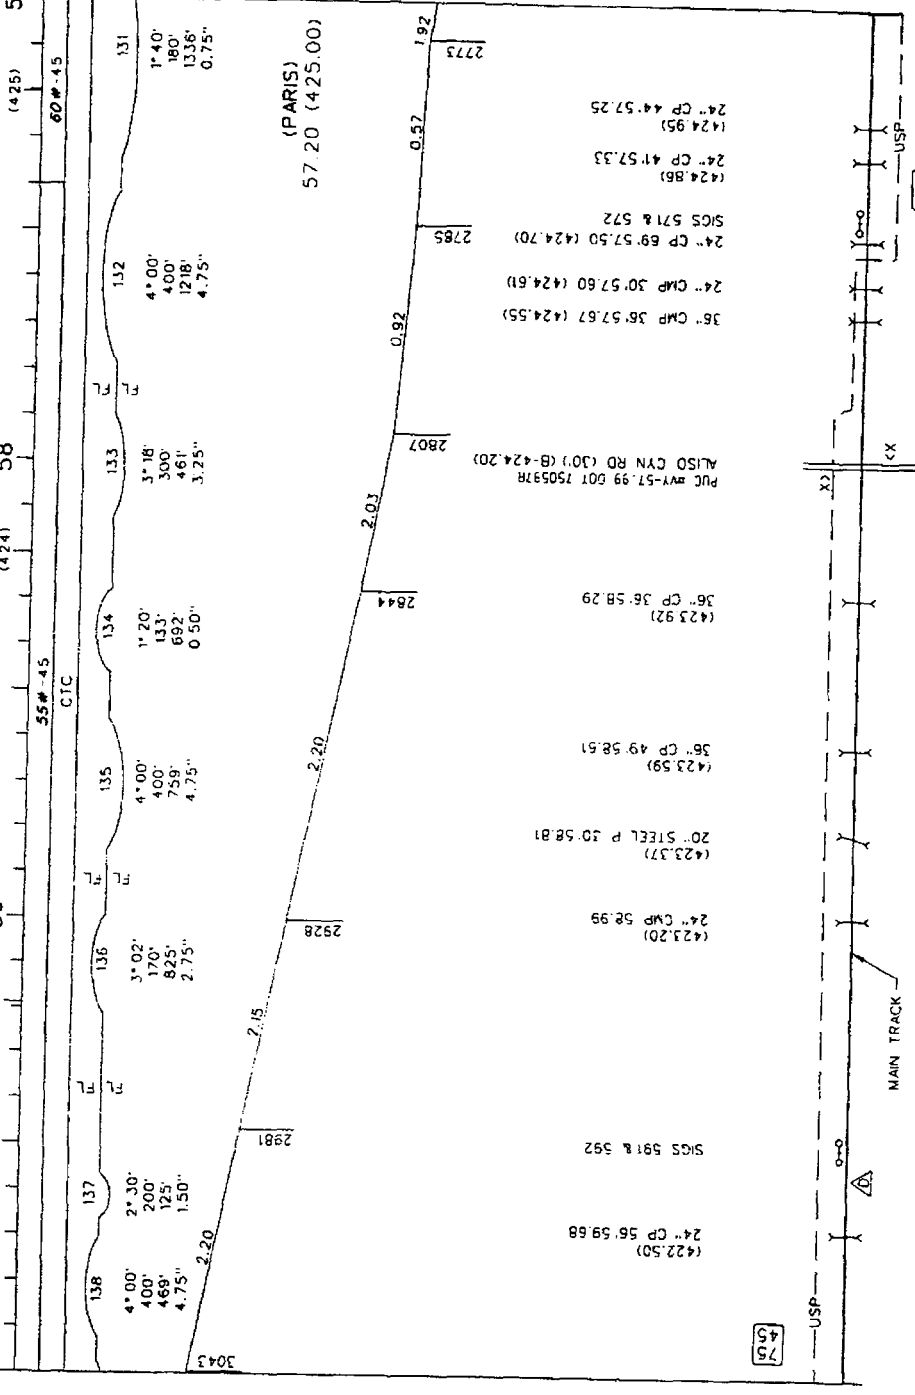 (425)
60#-45
58
(424)
55#-45
CTC
131
1°40'
180'
1336'
0.75"
132
4°00'
400'
1218'
4.75"
FL
FL
133
3°18'
300'
461'
3.25"
134
1°20'
133'
692'
0.50"
135
4°00'
400'
759'
4.75"
FL
FL
136
3°02'
170'
825'
2.75"
FL
FL
137
2°30'
200'
125'
1.50"
138
4°00'
400'
469'
4.75"
(PARIS)
57.20 (425.00)
1.92
2773
0.57
2785
0.92
2807
2.03
2844
2.20
2928
2.15
2981
2.20
3043
24" CP 44'57.25
(424.95)
24" CP 41'57.33
(424.86)
SIGS 571 & 572
24" CP 69'57.50 (424.70)
24" CMP 30'57.60 (424.61)
36" CMP 36'57.67 (424.55)
ALISO CYN RD (30') (B-424.20)
PUC #VY-57.99 DOT 750597R
36" CP 36'58.29
(423.92)
36" CP 49'58.51
(423.59)
20" STEEL P 30'58.81
(423.37)
24" CMP 58.99
(423.20)
SIGS 591 & 592
24" CP 56'59.68
(422.50)
75
45
USP
X>
<X
MAIN TRACK
D
USP